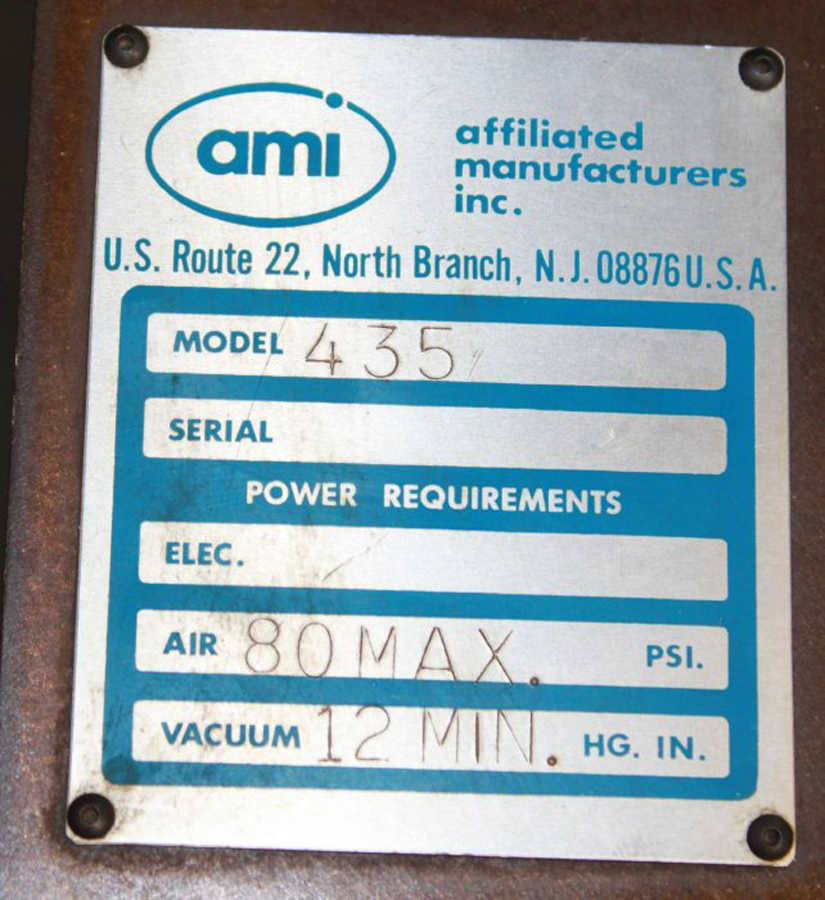 ami
affiliated
manufacturers
inc.
U.S. Route 22, North Branch, N.J. 08876 U.S.A.
MODEL 435
SERIAL
POWER REQUIREMENTS
ELEC.
AIR 80 MAX. PSI.
VACUUM 12 MIN. HG. IN.